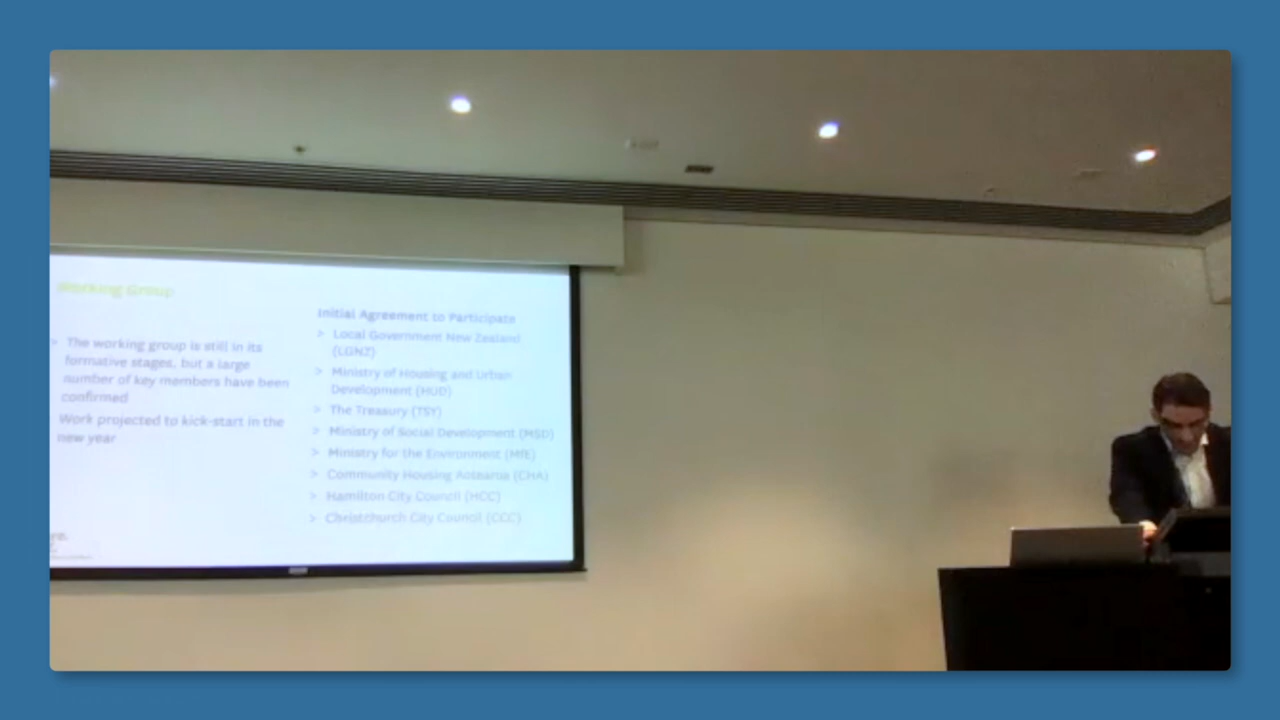 Working Group
> The working group is still in its
formative stages, but a large
number of key members have been
confirmed
Work projected to kick-start in the
new year
Initial Agreement to Participate
> Local Government New Zealand
(LGNZ)
> Ministry of Housing and Urban
Development (HUD)
> The Treasury (TSY)
> Ministry of Social Development (MSD)
> Ministry for the Environment (MfE)
> Community Housing Aotearoa (CHA)
> Hamilton City Council (HCC)
> Christchurch City Council (CCC)